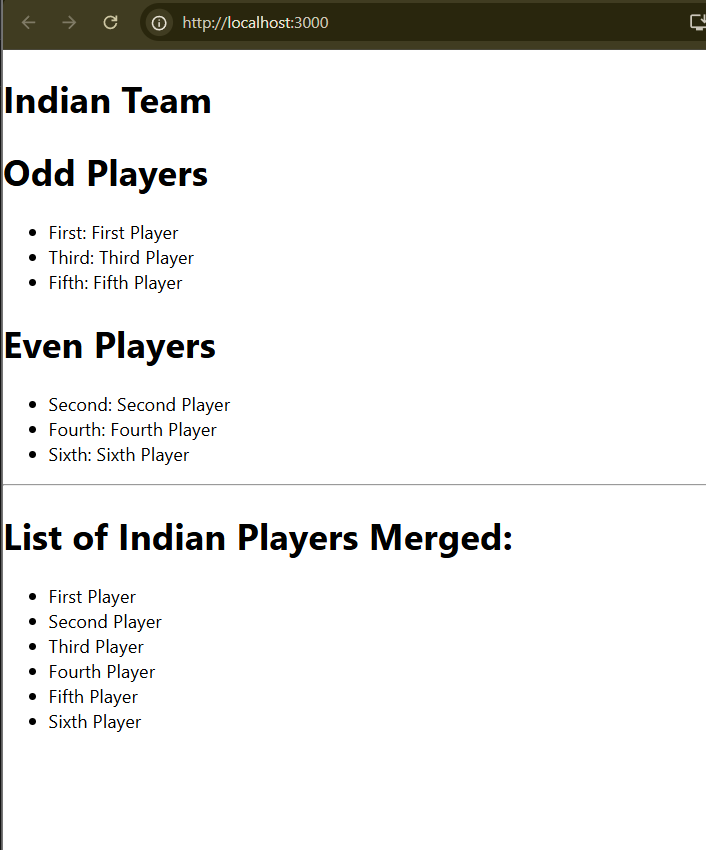 http://localhost:3000
Indian Team
Odd Players
First: First Player
Third: Third Player
Fifth: Fifth Player
Even Players
Second: Second Player
Fourth: Fourth Player
Sixth: Sixth Player
List of Indian Players Merged:
First Player
Second Player
Third Player
Fourth Player
Fifth Player
Sixth Player